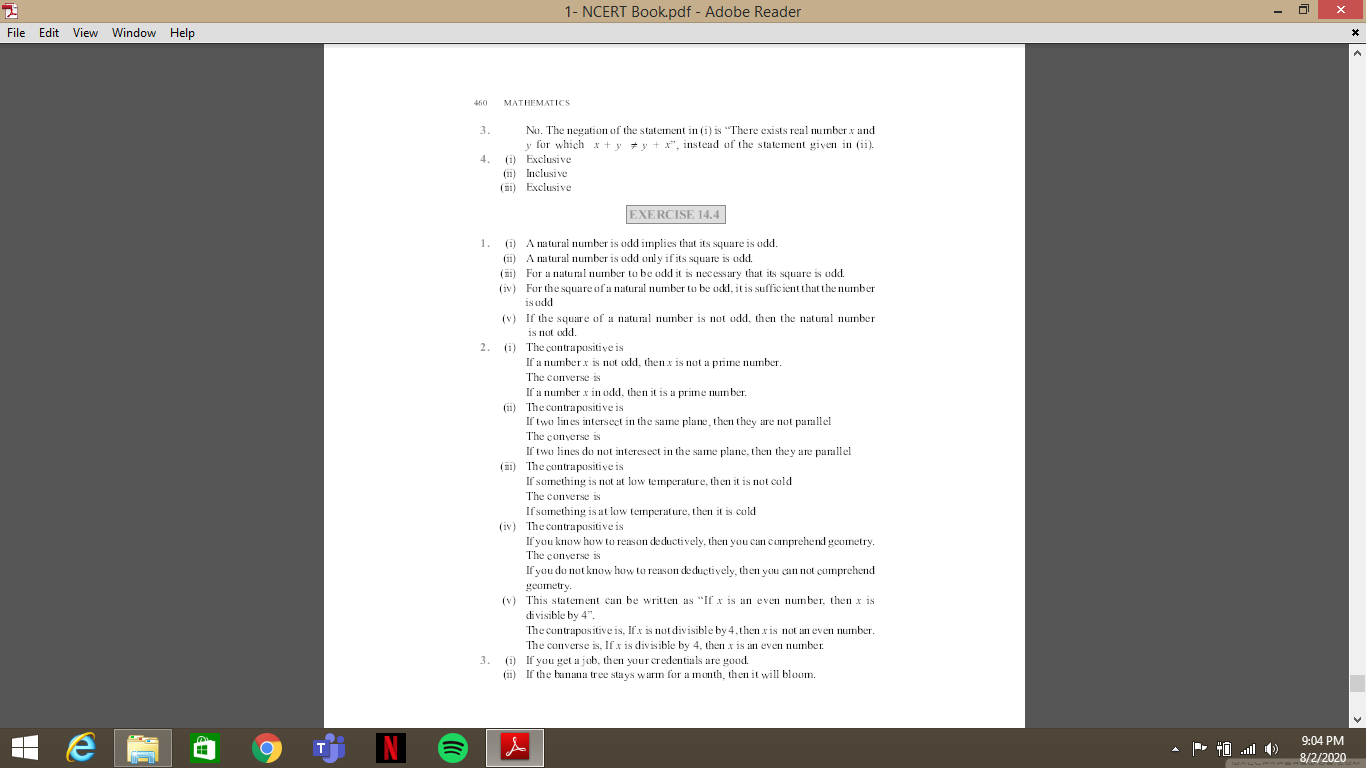 1- NCERT Book.pdf - Adobe Reader
File Edit View Window Help
460 MATHEMATICS
3. No. The negation of the statement in (i) is “There exists real number x and
y for which x + y ≠ y + x”, instead of the statement given in (ii).
4. (i) Exclusive
(ii) Inclusive
(iii) Exclusive
EXERCISE 14.4
1. (i) A natural number is odd implies that its square is odd.
(ii) A natural number is odd only if its square is odd.
(iii) For a natural number to be odd it is necessary that its square is odd.
(iv) For the square of a natural number to be odd, it is sufficient that the number
is odd
(v) If the square of a natural number is not odd, then the natural number
is not odd.
2. (i) The contrapositive is
If a number x is not odd, then x is not a prime number.
The converse is
If a number x in odd, then it is a prime number.
(ii) The contrapositive is
If two lines intersect in the same plane, then they are not parallel
The converse is
If two lines do not interesect in the same plane, then they are parallel
(iii) The contrapositive is
If something is not at low temperature, then it is not cold
The converse is
If something is at low temperature, then it is cold
(iv) The contrapositive is
If you know how to reason deductively, then you can comprehend geometry.
The converse is
If you do not know how to reason deductively, then you can not comprehend
geometry.
(v) This statement can be written as “If x is an even number, then x is
divisible by 4”.
The contrapositive is, If x is not divisible by 4, then x is not an even number.
The converse is, If x is divisible by 4, then x is an even number.
3. (i) If you get a job, then your credentials are good.
(ii) If the banana tree stays warm for a month, then it will bloom.
9:04 PM
8/2/2020